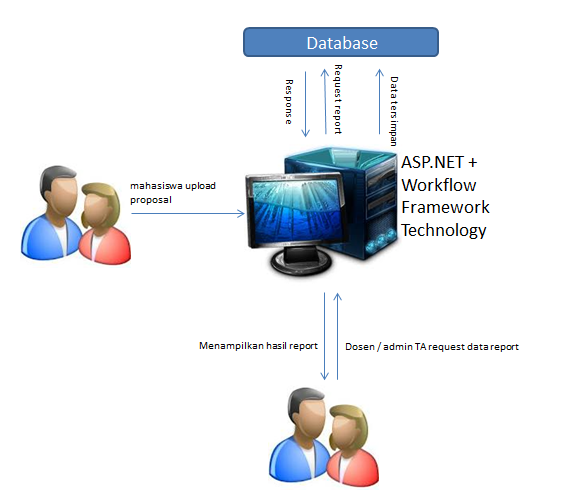 Database
Response
Request report
Data tersimpan
ASP.NET +
Workflow
Framework
Technology
mahasiswa upload
proposal
Menampilkan hasil report
Dosen / admin TA request data report